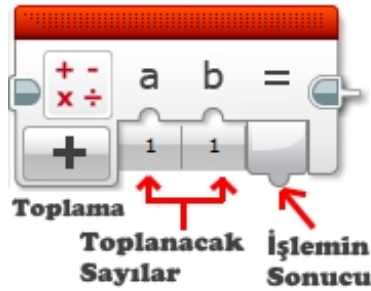 + -
x ÷
a b =
+
1 1
Toplama
Toplanacak
Sayılar
İşlemin
Sonucu